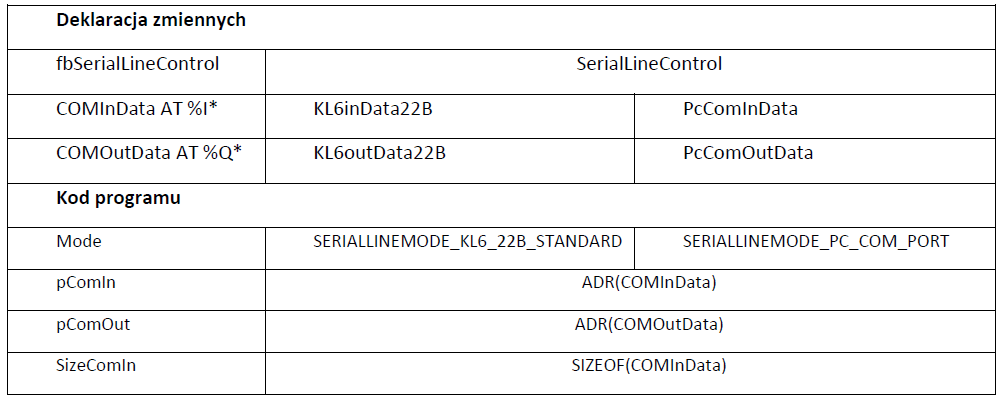 Deklaracja zmiennych
fbSerialLineControl SerialLineControl
COMInData AT %I* KL6inData22B PcComInData
COMOutData AT %Q* KL6outData22B PcComOutData
Kod programu
Mode SERIALLINEMODE_KL6_22B_STANDARD SERIALLINEMODE_PC_COM_PORT
pComIn ADR(COMInData)
pComOut ADR(COMOutData)
SizeComIn SIZEOF(COMInData)